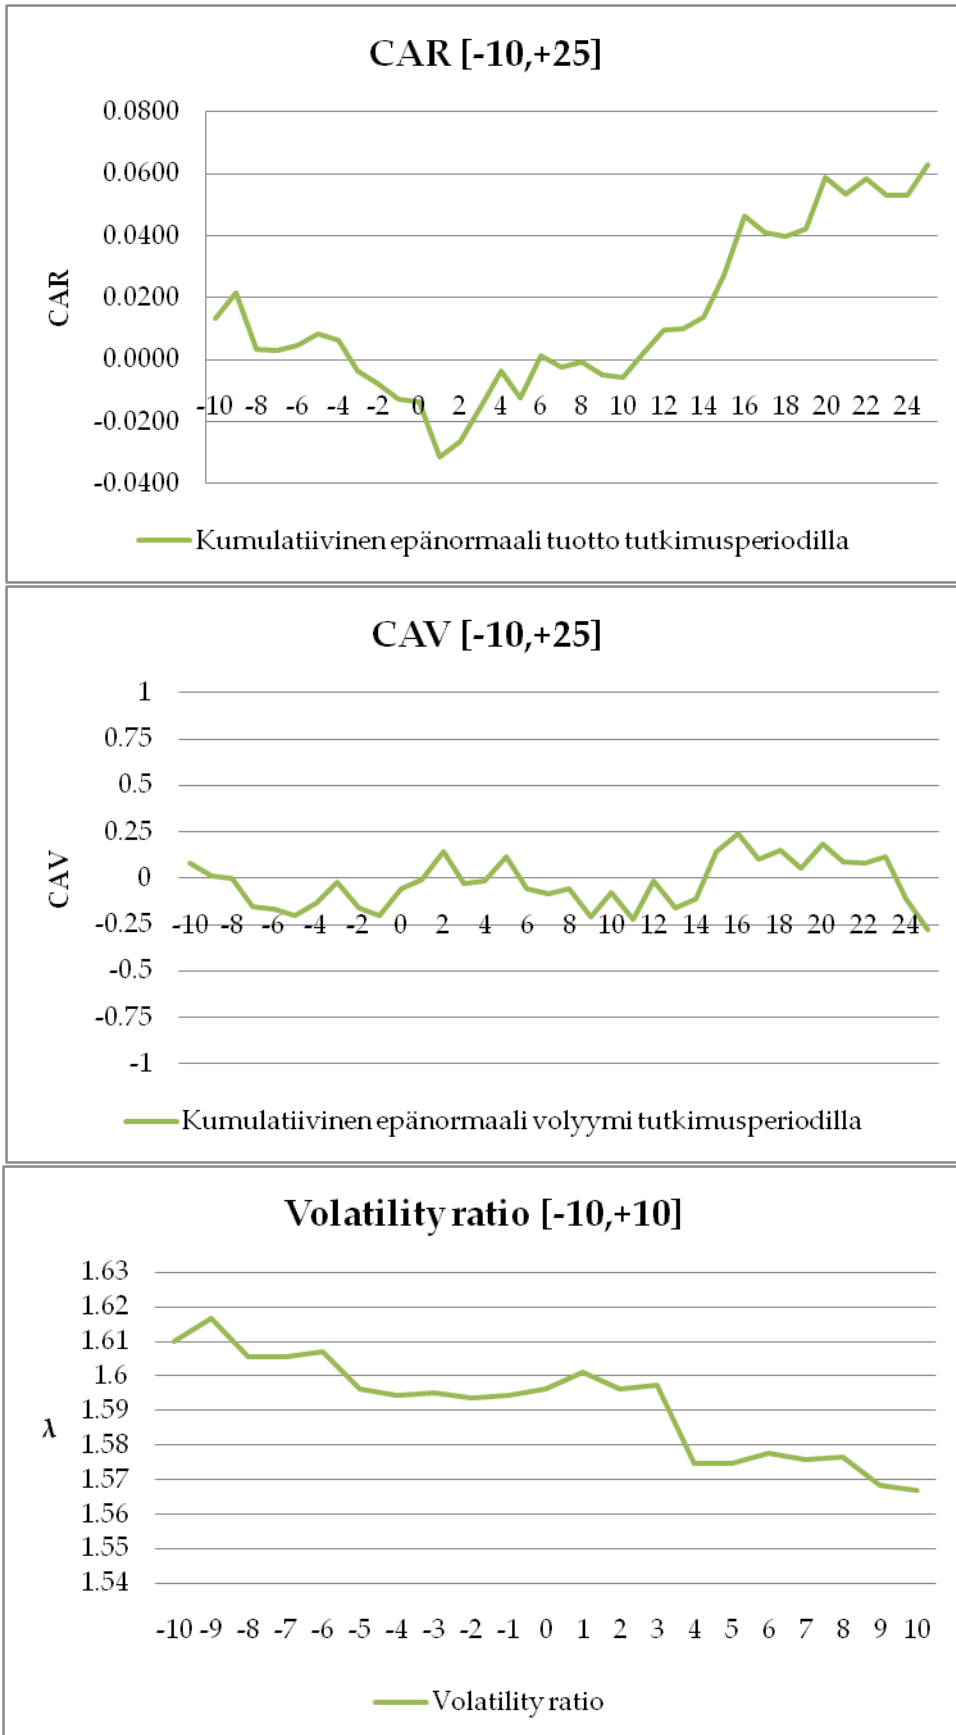 CAR [-10,+25]
0.0800
0.0600
0.0400
0.0200
0.0000
-0.0200
-0.0400
CAR
-10 -8 -6 -4 -2 0 2 4 6 8 10 12 14 16 18 20 22 24
Kumulatiivinen epänormaali tuotto tutkimusperiodilla
CAV [-10,+25]
1
0.75
0.5
0.25
0
-0.25
-0.5
-0.75
-1
CAV
-10 -8 -6 -4 -2 0 2 4 6 8 10 12 14 16 18 20 22 24
Kumulatiivinen epänormaali volyymi tutkimusperiodilla
Volatility ratio [-10,+10]
1.63
1.62
1.61
1.6
1.59
1.58
1.57
1.56
1.55
1.54
λ
-10 -9 -8 -7 -6 -5 -4 -3 -2 -1 0 1 2 3 4 5 6 7 8 9 10
Volatility ratio